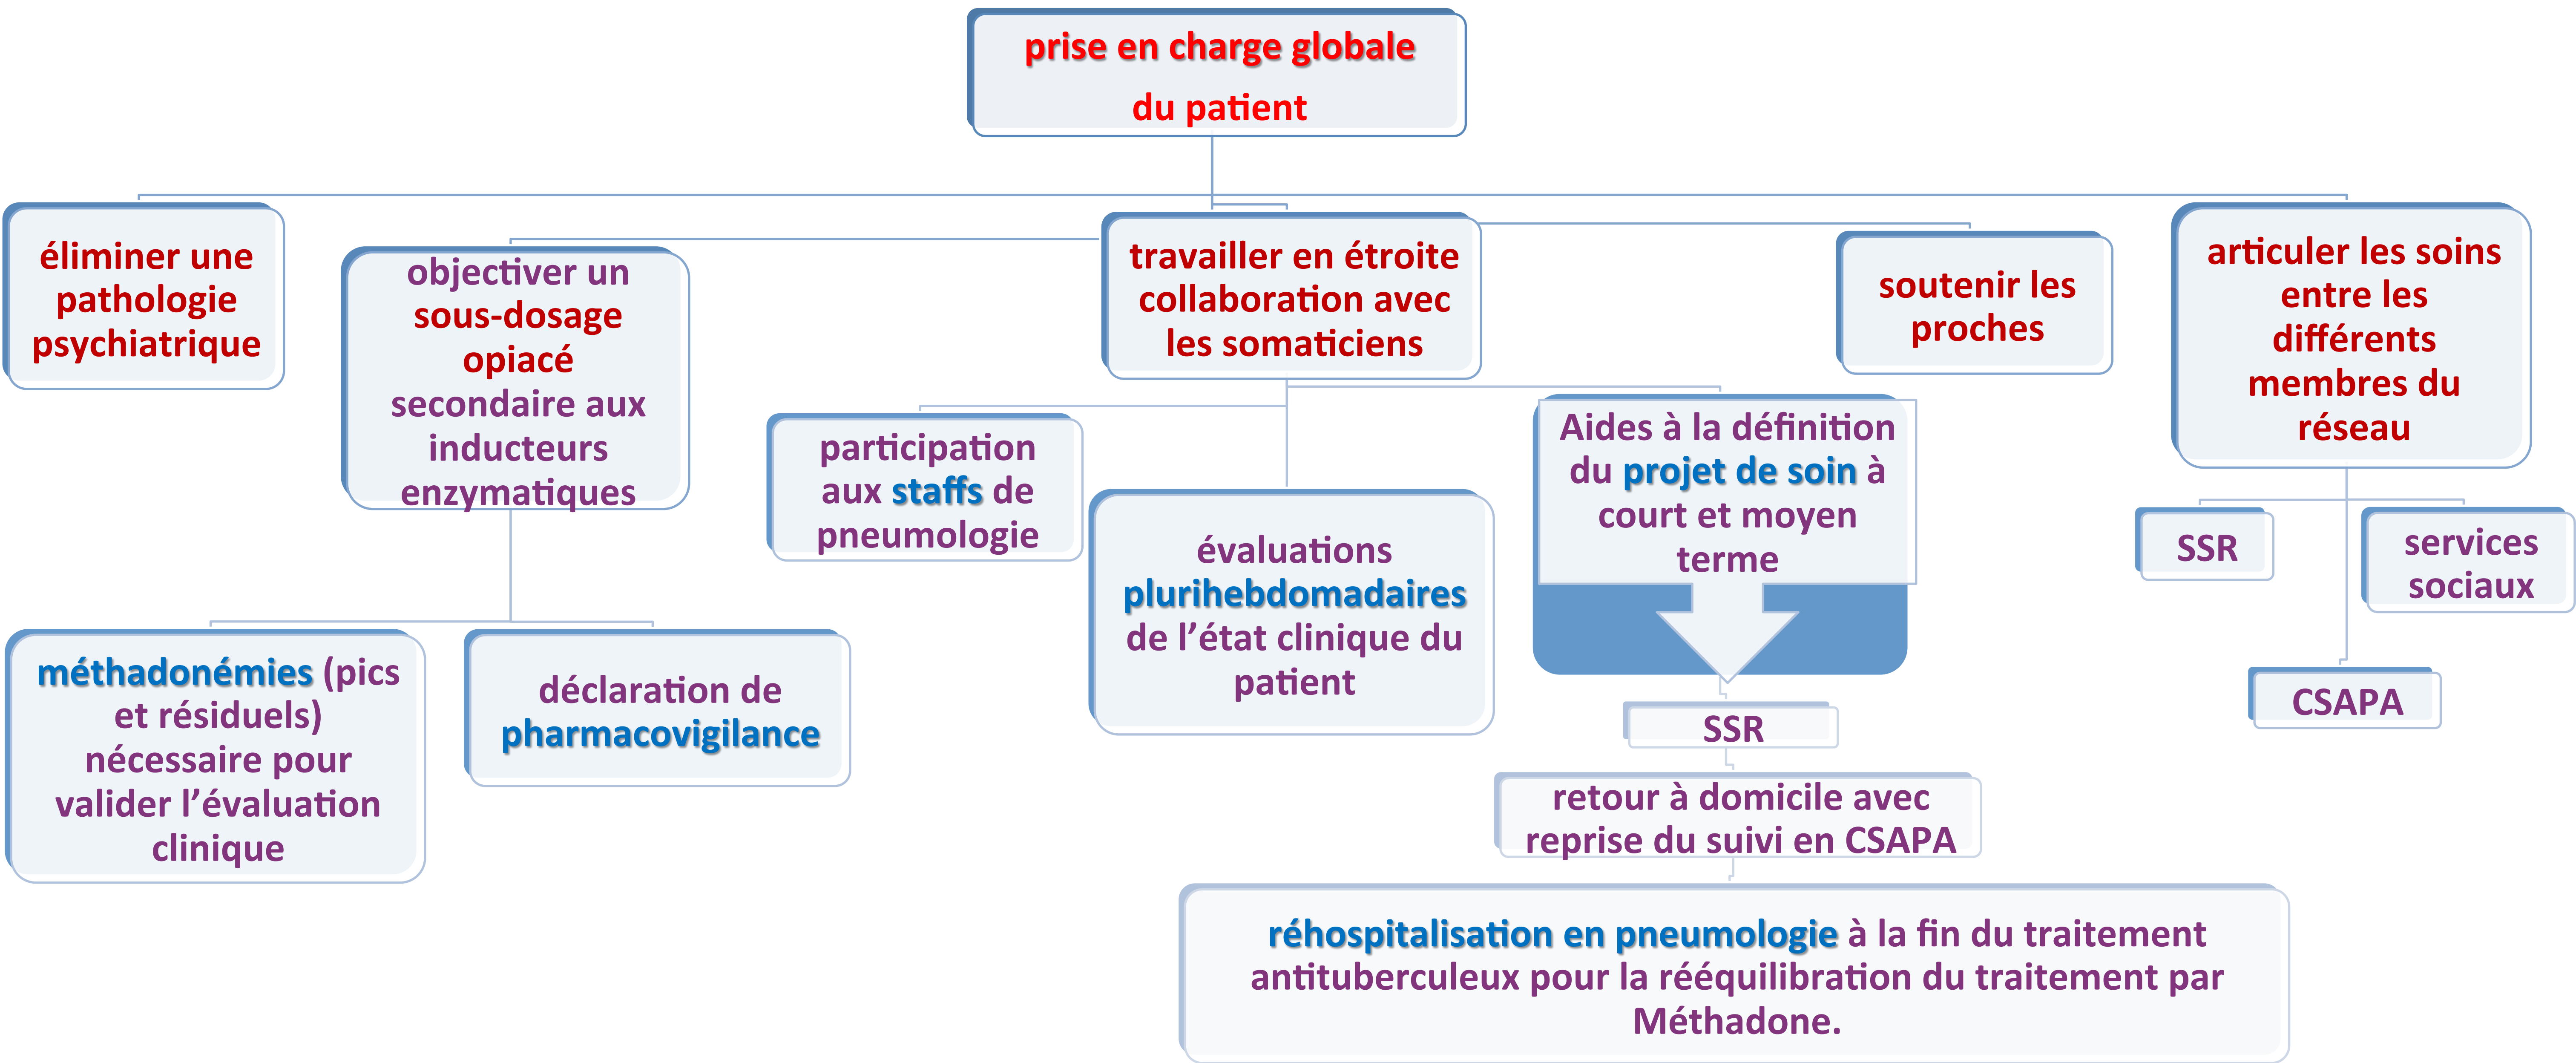 prise en charge globale
du patient
éliminer une
pathologie
psychiatrique
objectiver un
sous-dosage
opiacé
secondaire aux
inducteurs
enzymatiques
méthadonémies (pics
et résiduels)
nécessaire pour
valider l’évaluation
clinique
déclaration de
pharmacovigilance
travailler en étroite
collaboration avec
les somaticiens
participation
aux staffs de
pneumologie
évaluations
plurihebdomadaires
de l’état clinique du
patient
Aides à la définition
du projet de soin à
court et moyen
terme
SSR
retour à domicile avec
reprise du suivi en CSAPA
réhospitalisation en pneumologie à la fin du traitement
antituberculeux pour la rééquilibration du traitement par
Méthadone.
soutenir les
proches
articuler les soins
entre les
différents
membres du
réseau
SSR
CSAPA
services
sociaux